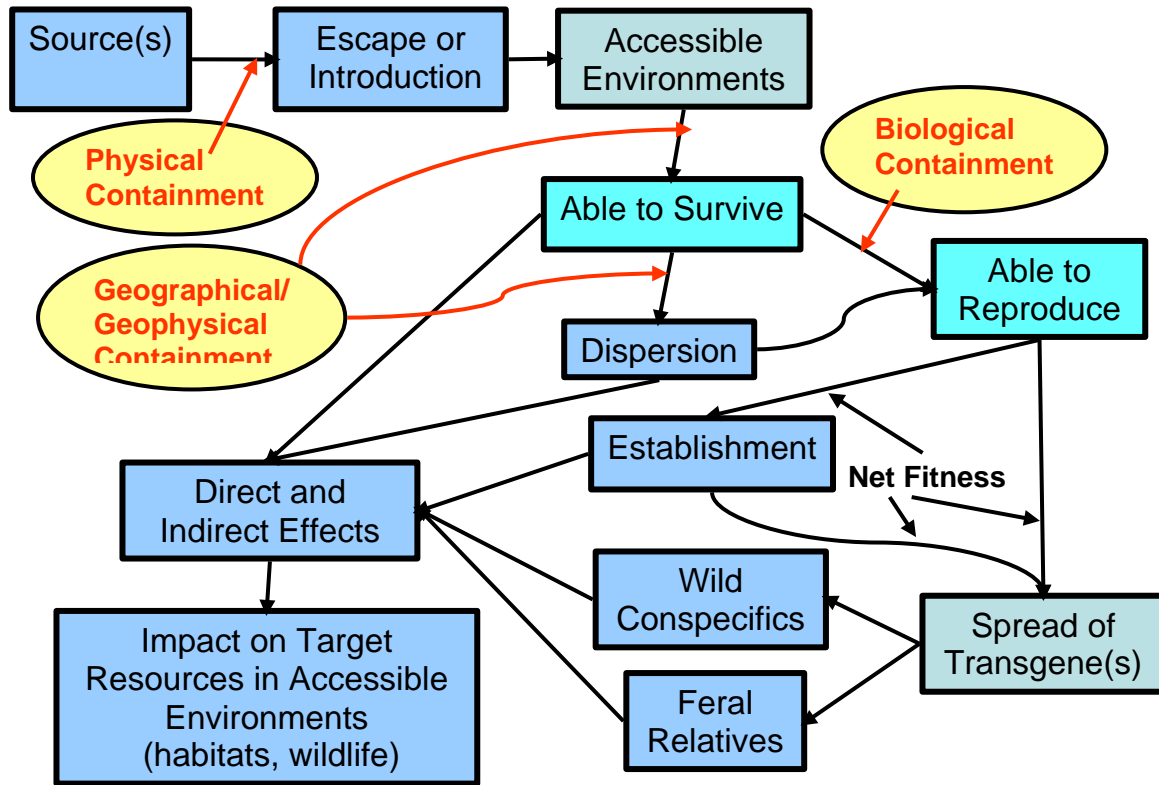 Source(s)
Escape or
Introduction
Accessible
Environments
Physical
Containment
Biological
Containment
Able to Survive
Geographical/
Geophysical
Containment
Able to
Reproduce
Dispersion
Establishment
Net Fitness
Direct and
Indirect Effects
Wild
Conspecifics
Spread of
Transgene(s)
Feral
Relatives
Impact on Target
Resources in Accessible
Environments
(habitats, wildlife)